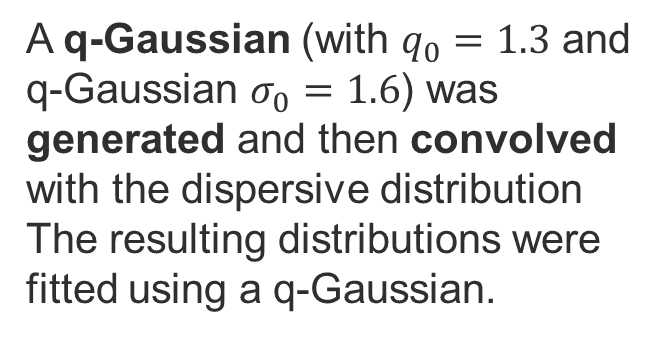 A q-Gaussian (with q₀ = 1.3 and
q-Gaussian σ₀ = 1.6) was
generated and then convolved
with the dispersive distribution
The resulting distributions were
fitted using a q-Gaussian.